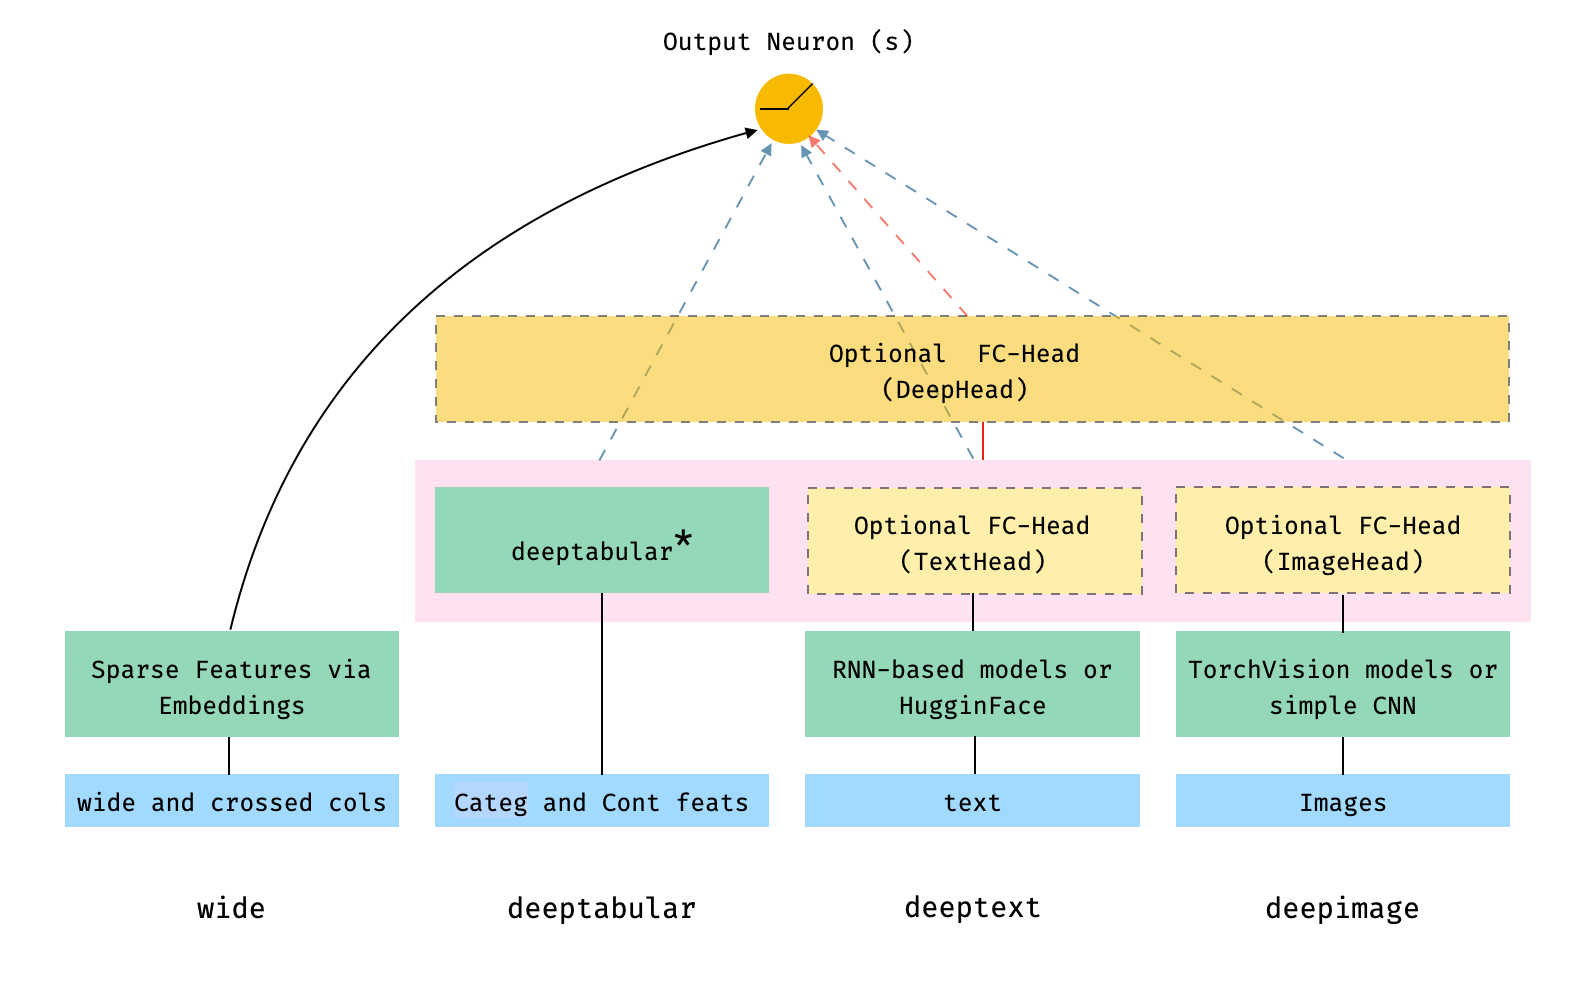 Output Neuron (s)
Optional  FC-Head
(DeepHead)
deeptabular*
Optional FC-Head
(TextHead)
Optional FC-Head
(ImageHead)
Sparse Features via
Embeddings
RNN-based models or
HugginFace
TorchVision models or
simple CNN
wide and crossed cols
Categ and Cont feats
text
Images
wide
deeptabular
deeptext
deepimage